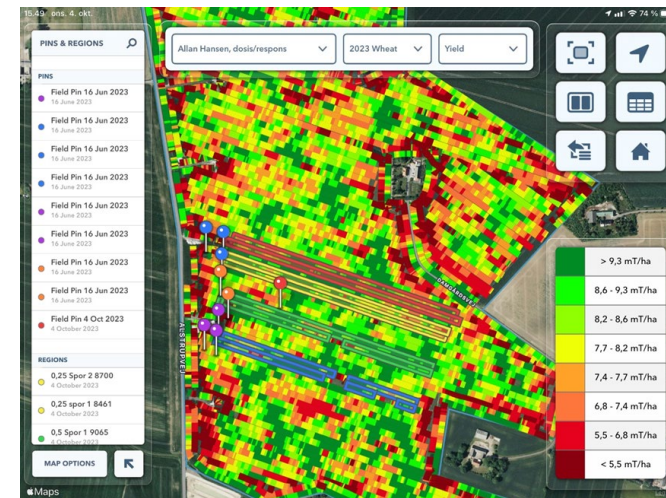 15.49 ons. 4. okt.
74 %
PINS & REGIONS
Allan Hansen, dosis/respons
2023 Wheat
Yield
PINS
Field Pin 16 Jun 2023
16 June 2023
Field Pin 16 Jun 2023
16 June 2023
Field Pin 16 Jun 2023
16 June 2023
Field Pin 16 Jun 2023
16 June 2023
Field Pin 16 Jun 2023
16 June 2023
Field Pin 16 Jun 2023
16 June 2023
Field Pin 16 Jun 2023
16 June 2023
Field Pin 16 Jun 2023
16 June 2023
Field Pin 4 Oct 2023
4 October 2023
REGIONS
0,25 Spor 2 8700
4 October 2023
0,25 spor 1 8461
4 October 2023
0,5 Spor 1 9065
4 October 2023
MAP OPTIONS
Maps
AUSTRUPVEJ
> 9,3 mT/ha
8,6 - 9,3 mT/ha
8,2 - 8,6 mT/ha
7,7 - 8,2 mT/ha
7,4 - 7,7 mT/ha
6,8 - 7,4 mT/ha
5,5 - 6,8 mT/ha
< 5,5 mT/ha